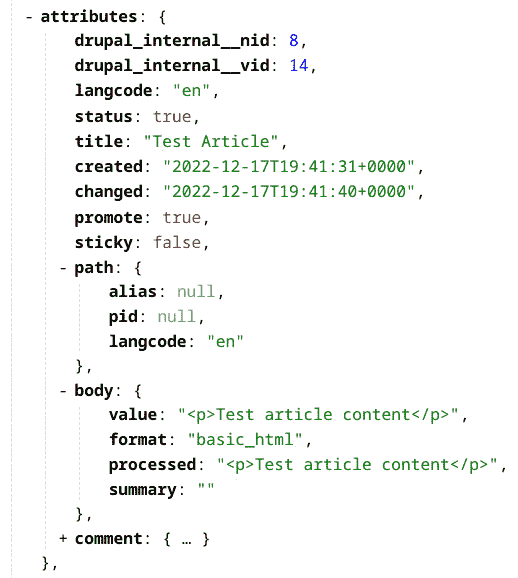 - attributes: {
drupal_internal__nid: 8,
drupal_internal__vid: 14,
langcode: "en",
status: true,
title: "Test Article",
created: "2022-12-17T19:41:31+0000",
changed: "2022-12-17T19:41:40+0000",
promote: true,
sticky: false,
- path: {
alias: null,
pid: null,
langcode: "en"
},
- body: {
value: "<p>Test article content</p>",
format: "basic_html",
processed: "<p>Test article content</p>",
summary: ""
},
+ comment: { … }
},